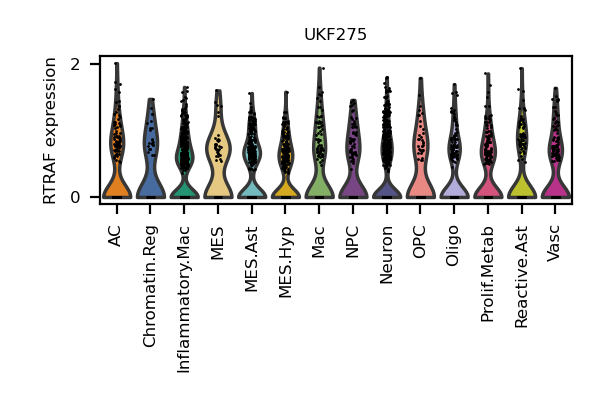 UKF275
RTRAF expression
2
0
AC
Chromatin.Reg
Inflammatory.Mac
MES
MES.Ast
MES.Hyp
Mac
NPC
Neuron
OPC
Oligo
Prolif.Metab
Reactive.Ast
Vasc